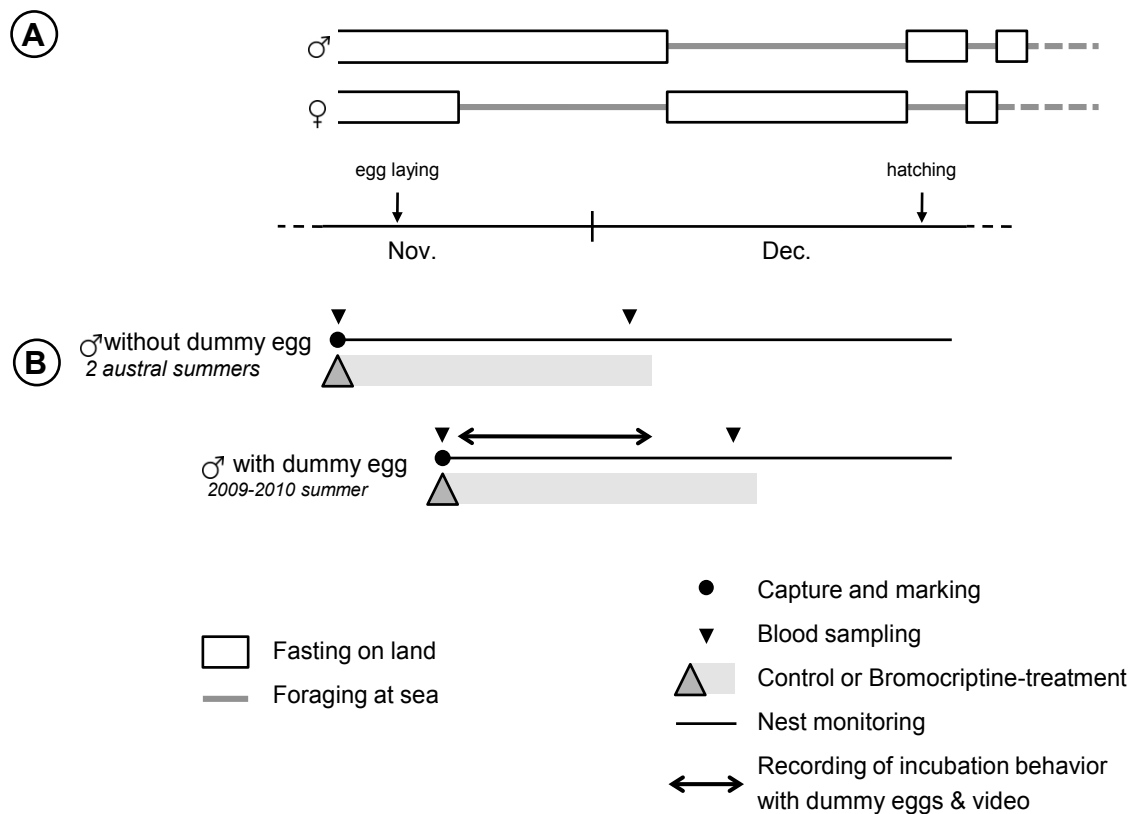 A
♂
♀
egg laying
hatching
Nov.
Dec.
B
♂without dummy egg
2 austral summers
♂ with dummy egg
2009-2010 summer
Capture and marking
Blood sampling
Control or Bromocriptine-treatment
Nest monitoring
Recording of incubation behavior
with dummy eggs & video
Fasting on land
Foraging at sea